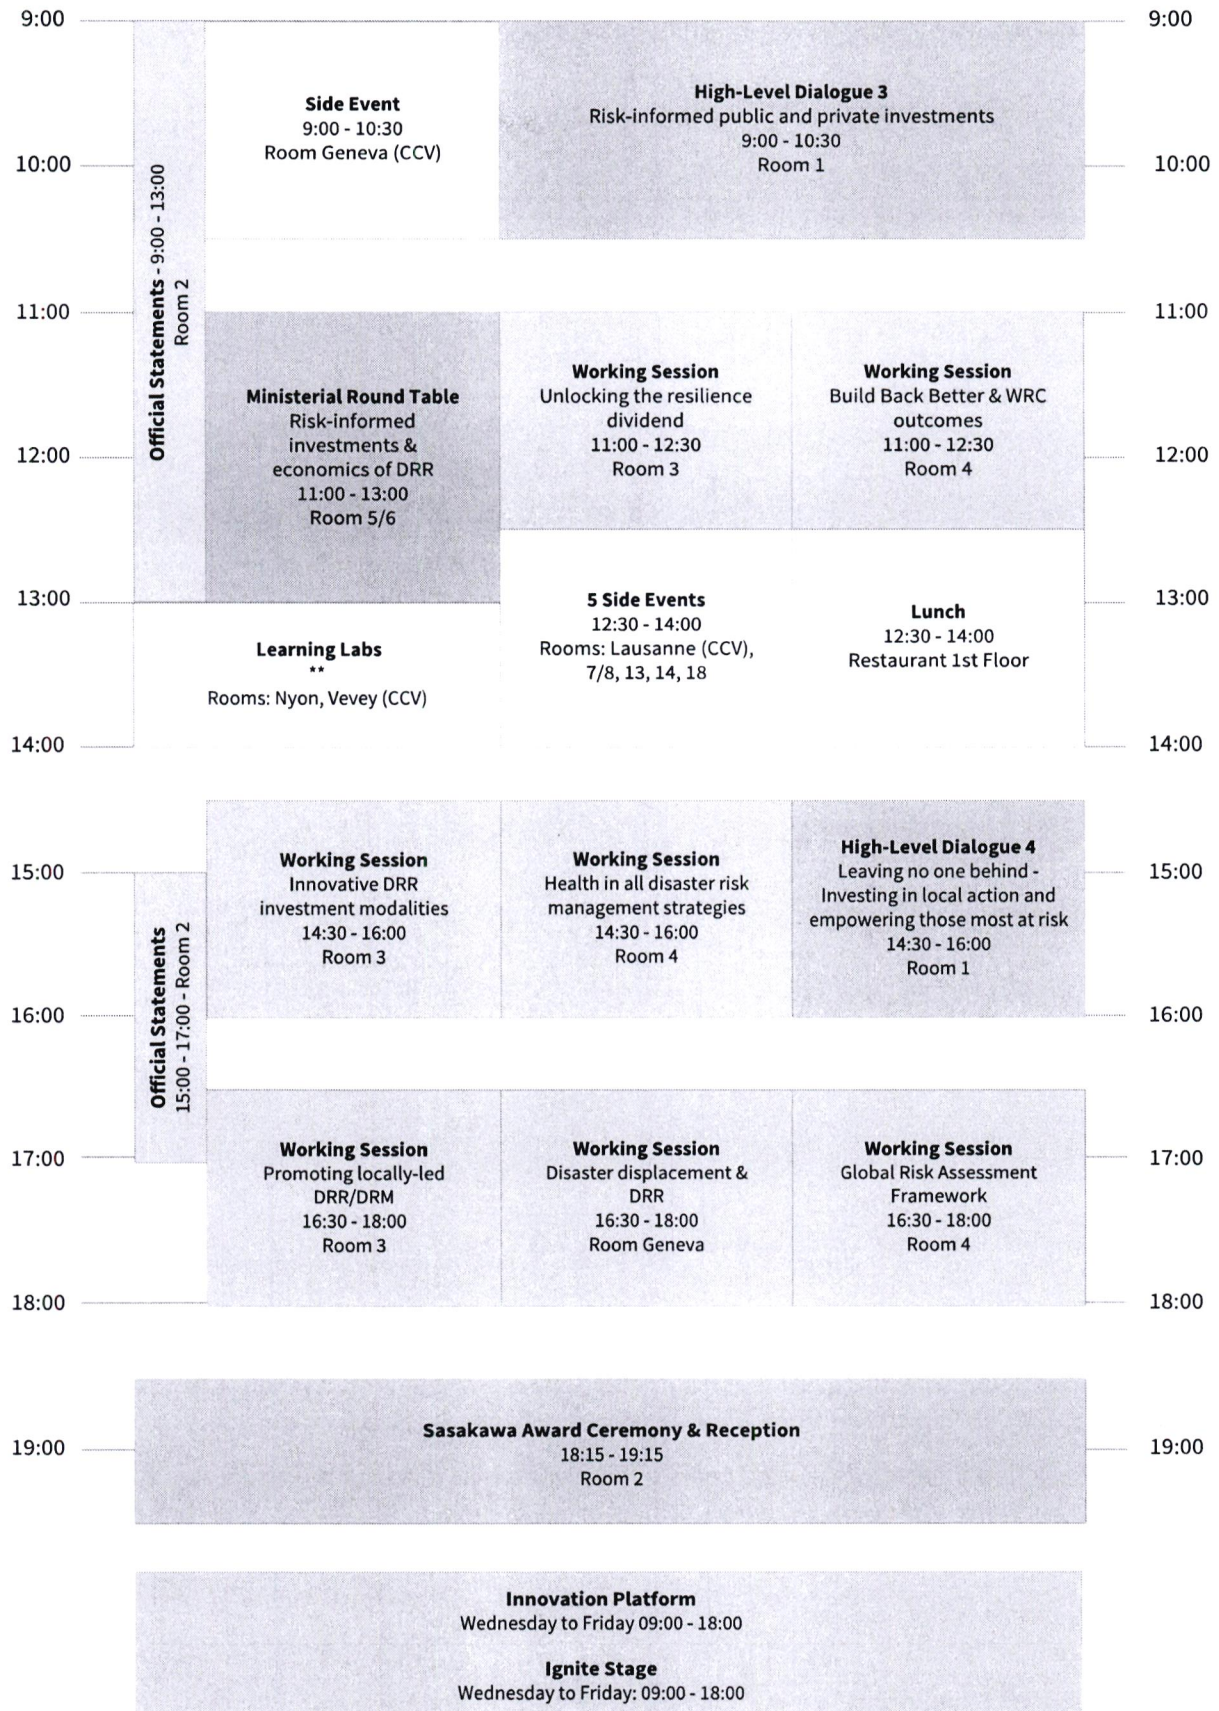 9:00
9:00
Side Event
9:00 - 10:30
Room Geneva (CCV)
High-Level Dialogue 3
Risk-informed public and private investments
9:00 - 10:30
Room 1
10:00
10:00
Official Statements - 9:00 - 13:00
Room 2
11:00
11:00
Ministerial Round Table
Risk-informed
investments &
economics of DRR
11:00 - 13:00
Room 5/6
Working Session
Unlocking the resilience
dividend
11:00 - 12:30
Room 3
Working Session
Build Back Better & WRC
outcomes
11:00 - 12:30
Room 4
12:00
12:00
13:00
13:00
Learning Labs
**
Rooms: Nyon, Vevey (CCV)
5 Side Events
12:30 - 14:00
Rooms: Lausanne (CCV),
7/8, 13, 14, 18
Lunch
12:30 - 14:00
Restaurant 1st Floor
14:00
14:00
Working Session
Innovative DRR
investment modalities
14:30 - 16:00
Room 3
Working Session
Health in all disaster risk
management strategies
14:30 - 16:00
Room 4
High-Level Dialogue 4
Leaving no one behind -
Investing in local action and
empowering those most at risk
14:30 - 16:00
Room 1
15:00
15:00
Official Statements
15:00 - 17:00 - Room 2
16:00
16:00
Working Session
Promoting locally-led
DRR/DRM
16:30 - 18:00
Room 3
Working Session
Disaster displacement &
DRR
16:30 - 18:00
Room Geneva
Working Session
Global Risk Assessment
Framework
16:30 - 18:00
Room 4
17:00
17:00
18:00
18:00
Sasakawa Award Ceremony & Reception
18:15 - 19:15
Room 2
19:00
19:00
Innovation Platform
Wednesday to Friday 09:00 - 18:00
Ignite Stage
Wednesday to Friday: 09:00 - 18:00